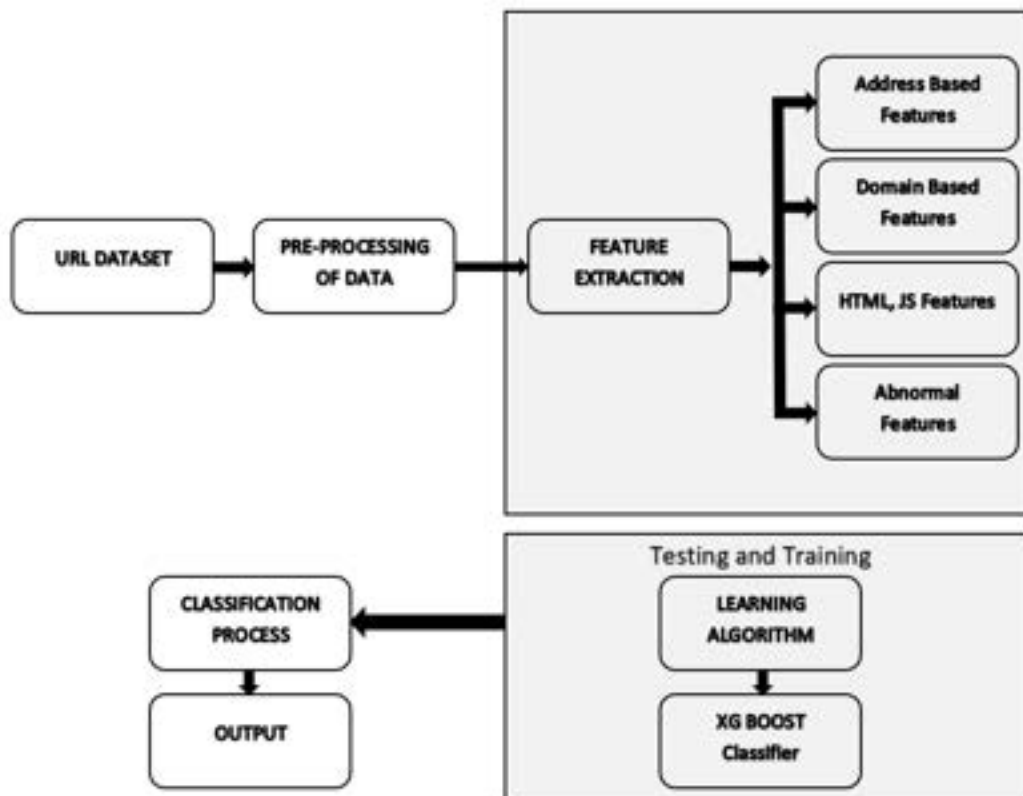 URL DATASET
PRE-PROCESSING
OF DATA
FEATURE
EXTRACTION
Address Based
Features
Domain Based
Features
HTML, JS Features
Abnormal
Features
Testing and Training
LEARNING
ALGORITHM
XG BOOST
Classifier
CLASSIFICATION
PROCESS
OUTPUT